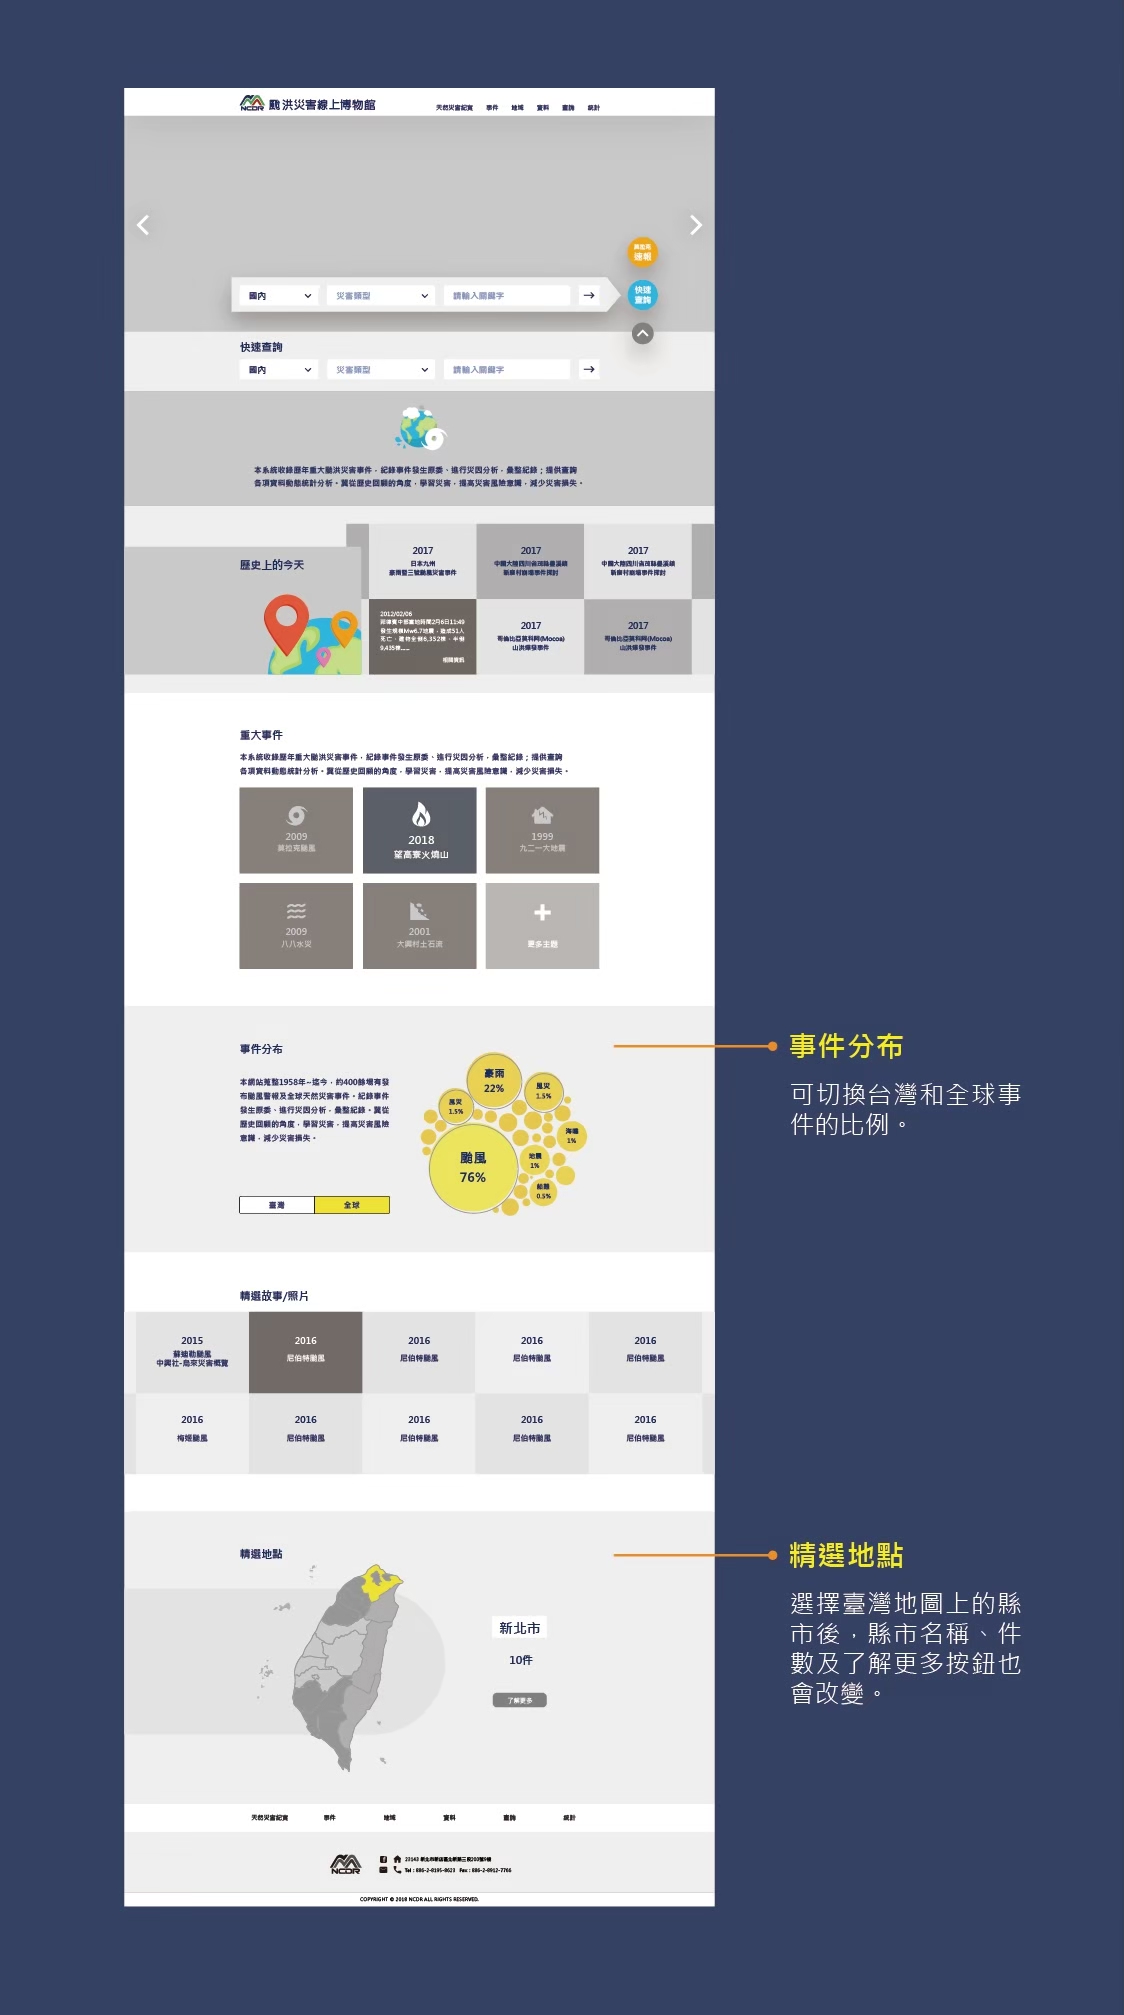 NCDR 颱洪災害線上博物館
天然災害紀實 事件 地域 資料 查詢 統計
速報
國內 災害類型 請輸入關鍵字
快速
查詢
快速查詢
國內 災害類型 請輸入關鍵字
本系統收錄歷年重大颱洪災害事件，紀錄事件發生原委、進行災因分析，彙整紀錄；提供查詢
各項資料動態統計分析。冀從歷史回顧的角度，學習災害，提高災害風險意識，減少災害損失。
歷史上的今天
2017
日本九州
豪雨暨三號颱風災害事件
2017
中國大陸四川省茂縣疊溪鎮
新磨村崩塌事件探討
2017
中國大陸四川省茂縣疊溪鎮
新磨村崩塌事件探討
2012/02/06
菲律賓中部當地時間2月6日11:49
發生規模Mw6.7地震，造成51人
死亡，建物全倒6,352棟，半倒
9,435棟......
相關資訊
2017
哥倫比亞莫科阿(Mocoa)
山洪爆發事件
2017
哥倫比亞莫科阿(Mocoa)
山洪爆發事件
重大事件
本系統收錄歷年重大颱洪災害事件，紀錄事件發生原委、進行災因分析，彙整紀錄；提供查詢
各項資料動態統計分析。冀從歷史回顧的角度，學習災害，提高災害風險意識，減少災害損失。
2009
莫拉克颱風
2018
望高寮火燒山
1999
九二一大地震
2009
八八水災
2001
大興村土石流
更多主題
事件分布
本網站蒐整1958年~迄今，約400餘場有發
布颱風警報及全球天然災害事件。紀錄事件
發生原委、進行災因分析，彙整紀錄。冀從
歷史回顧的角度，學習災害，提高災害風險
意識，減少災害損失。
臺灣 全球
豪雨
22%
風災
1.5%
風災
1.5%
海嘯
1%
颱風
76%
地震
1%
船難
0.5%
事件分布
可切換台灣和全球事
件的比例。
精選故事/照片
2015
蘇迪勒颱風
中興社-烏來災害概覽
2016
尼伯特颱風
2016
尼伯特颱風
2016
尼伯特颱風
2016
尼伯特颱風
2016
梅姬颱風
2016
尼伯特颱風
2016
尼伯特颱風
2016
尼伯特颱風
2016
尼伯特颱風
精選地點
新北市
10件
了解更多
精選地點
選擇臺灣地圖上的縣
市後，縣市名稱、件
數及了解更多按鈕也
會改變。
天然災害紀實 事件 地域 資料 查詢 統計
NCDR
23143 新北市新店區北新路三段200號9樓
Tel : 886-2-8195-8623 Fax : 886-2-8912-7766
COPYRIGHT © 2018 NCDR ALL RIGHTS RESERVED.